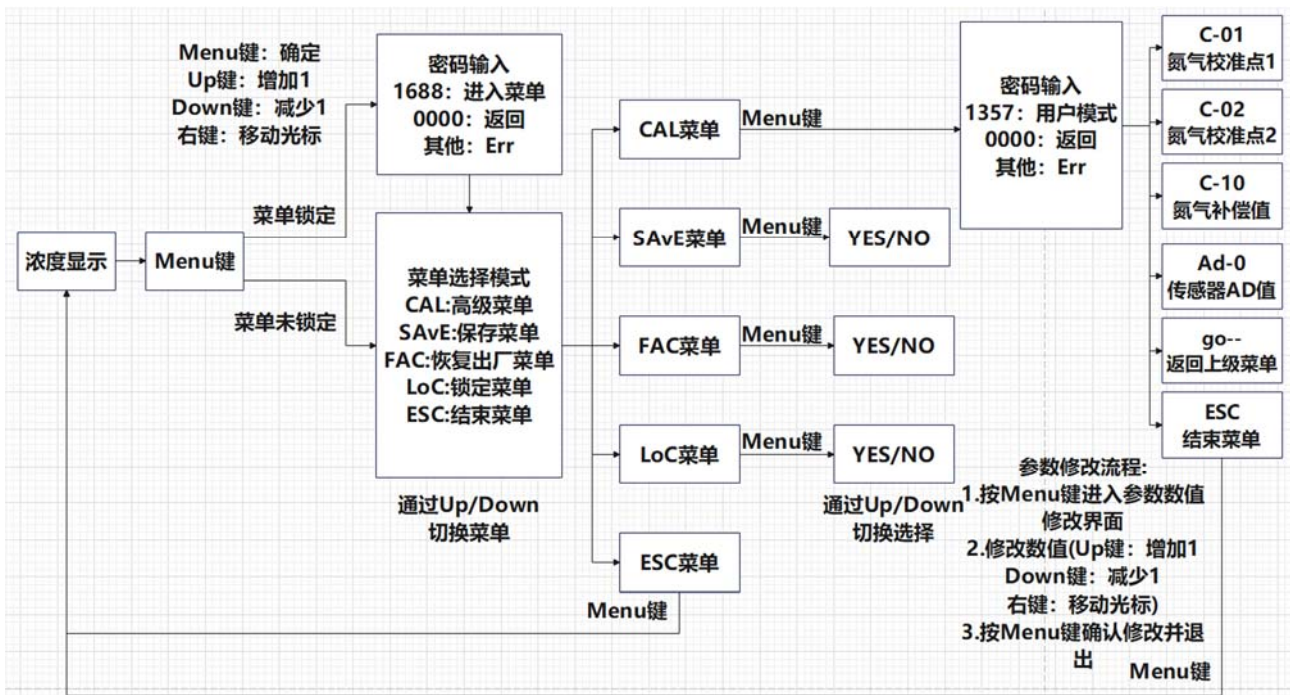 Menu键：确定
Up键：增加1
Down键：减少1
右键：移动光标
密码输入
1688：进入菜单
0000：返回
其他：Err
菜单锁定
浓度显示
Menu键
菜单未锁定
菜单选择模式
CAL:高级菜单
SAvE:保存菜单
FAC:恢复出厂菜单
LoC:锁定菜单
ESC:结束菜单
通过Up/Down
切换菜单
CAL菜单
Menu键
SAvE菜单
Menu键
YES/NO
FAC菜单
Menu键
YES/NO
LoC菜单
Menu键
YES/NO
通过Up/Down
切换选择
ESC菜单
Menu键
密码输入
1357：用户模式
0000：返回
其他：Err
C-01
氮气校准点1
C-02
氮气校准点2
C-10
氮气补偿值
Ad-0
传感器AD值
go--
返回上级菜单
ESC
结束菜单
参数修改流程:
1.按Menu键进入参数数值
修改界面
2.修改数值(Up键：增加1
Down键：减少1
右键：移动光标)
3.按Menu键确认修改并退
出
Menu键